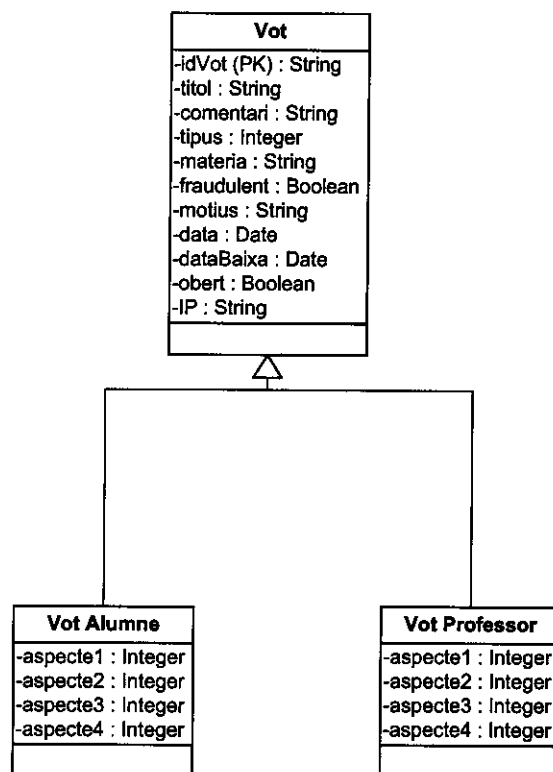 Vot
-idVot (PK) : String
-titol : String
-comentari : String
-tipus : Integer
-materia : String
-fraudulent : Boolean
-motius : String
-data : Date
-dataBaixa : Date
-obert : Boolean
-IP : String
Vot Alumne
-aspecte1 : Integer
-aspecte2 : Integer
-aspecte3 : Integer
-aspecte4 : Integer
Vot Professor
-aspecte1 : Integer
-aspecte2 : Integer
-aspecte3 : Integer
-aspecte4 : Integer